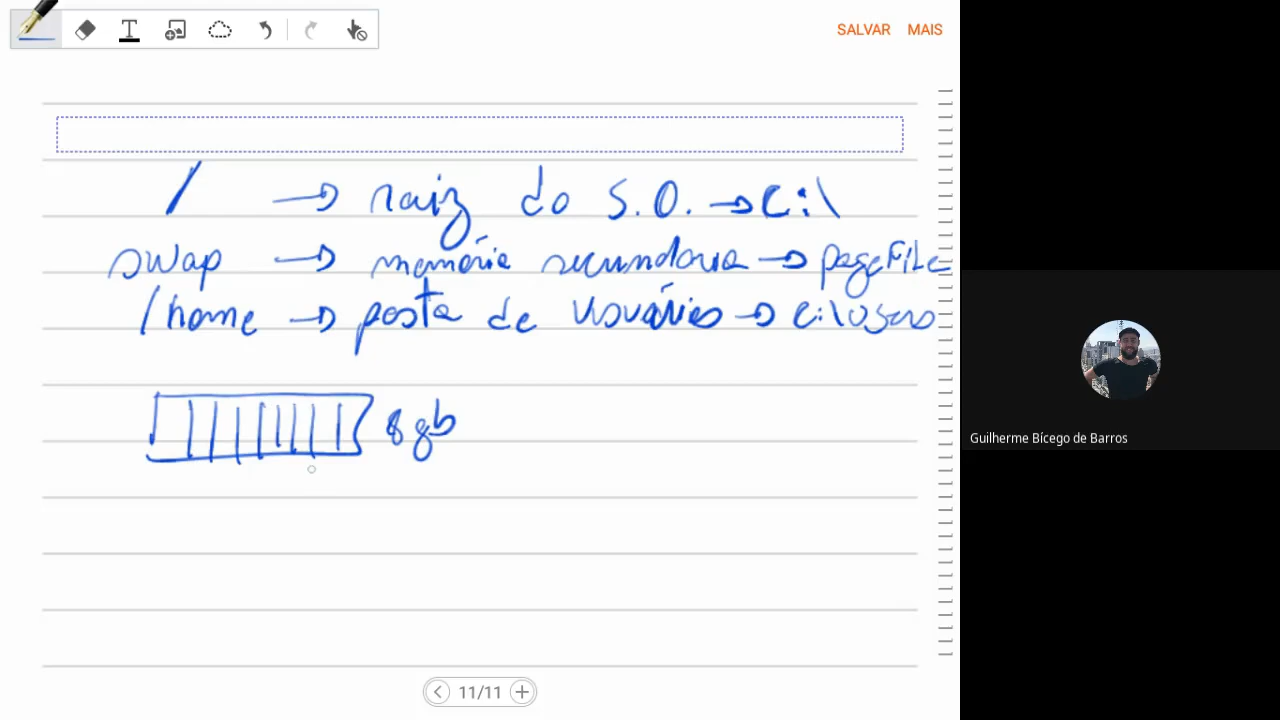 SALVAR MAIS
/ → raiz do S.O. → C:\
swap → memória secundaria → pageFile
/home → pasta de usuários → C:\Users
8gb
Guilherme Bícego de Barros
11/11